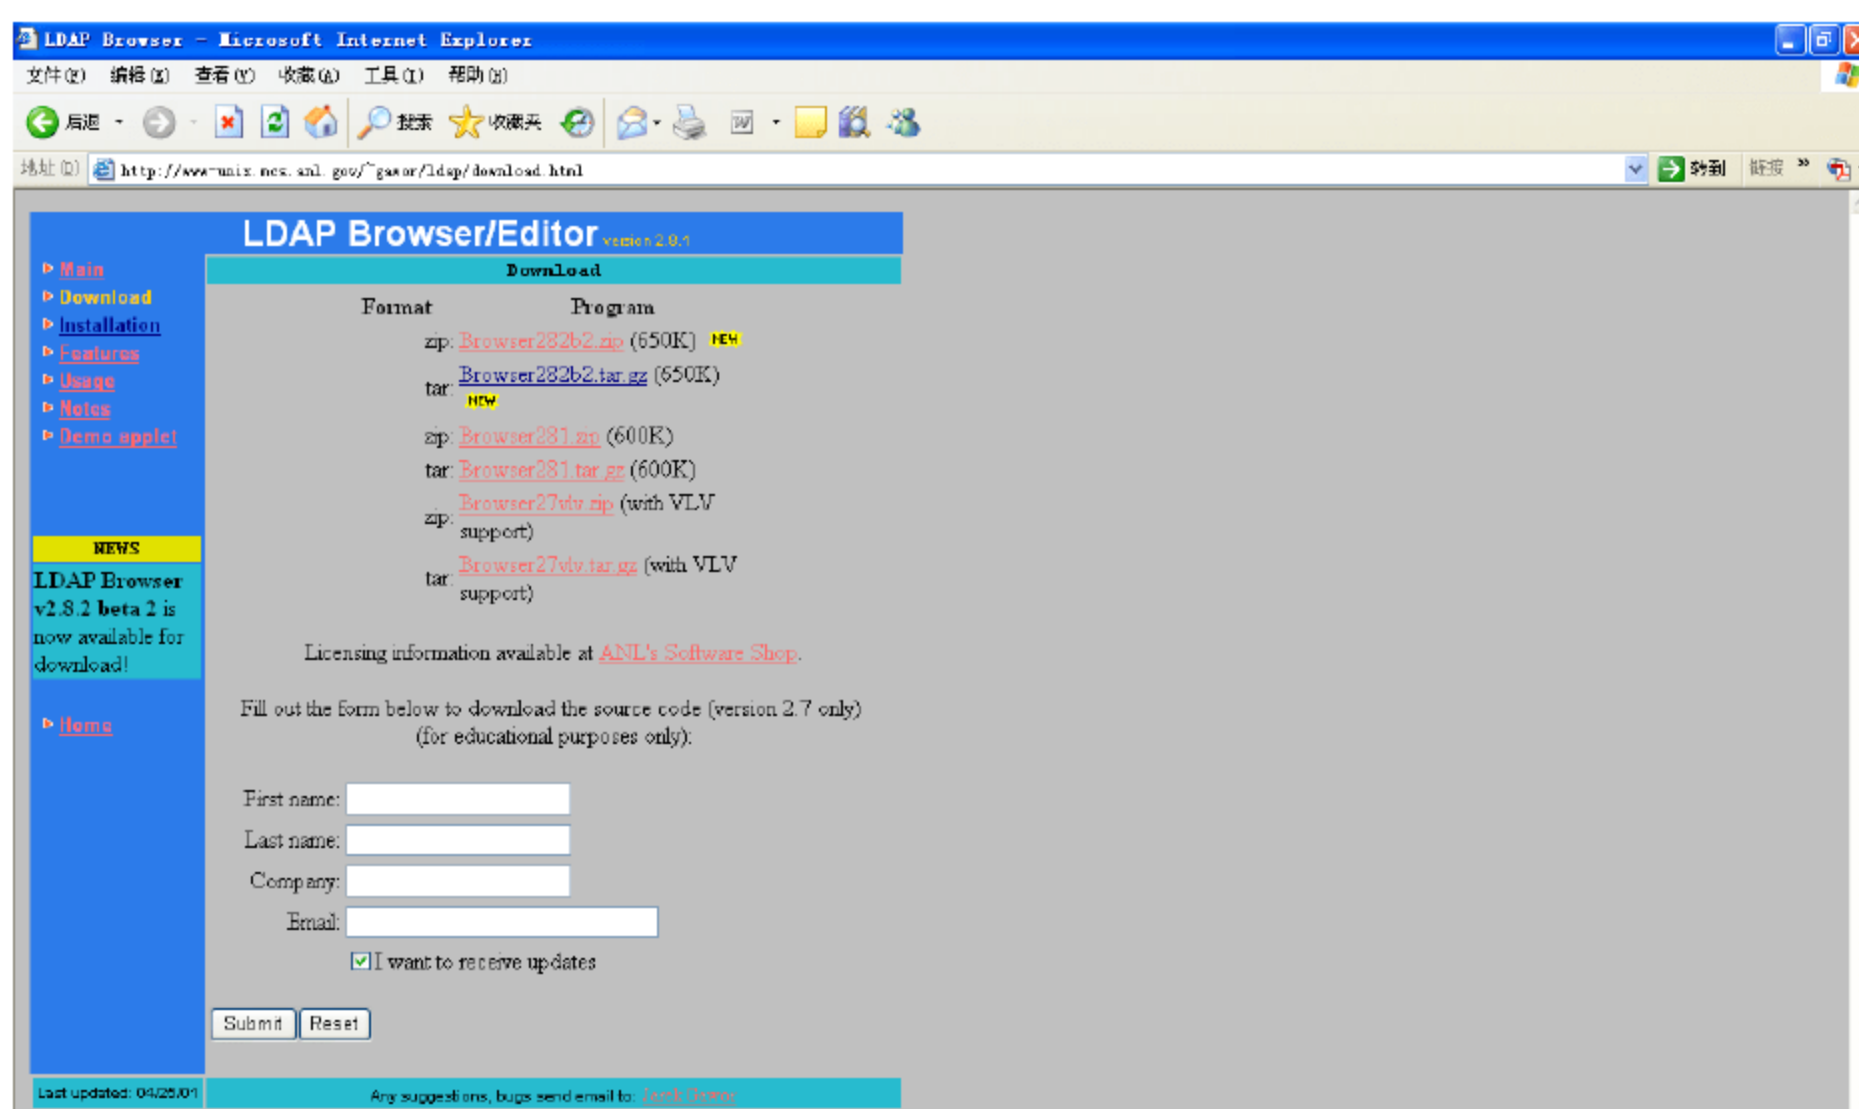 LDAP Browser - Microsoft Internet Explorer
文件(F) 编辑(E) 查看(V) 收藏(A) 工具(T) 帮助(H)
后退 搜索 收藏夹
地址(D) http://www-unix.mcs.anl.gov/~gawor/ldap/download.html 转到 链接 »
LDAP Browser/Editor version 2.8.1
Main
Download
Installation
Features
Usage
Notes
Demo applet
NEWS
LDAP Browser
v2.8.2 beta 2 is
now available for
download!
Home
Download
Format Program
zip: Browser282b2.zip (650K) NEW
tar: Browser282b2.tar.gz (650K)
NEW
zip: Browser281.zip (600K)
tar: Browser281.tar.gz (600K)
zip: Browser27vlv.zip (with VLV
support)
tar: Browser27vlv.tar.gz (with VLV
support)
Licensing information available at ANL's Software Shop.
Fill out the form below to download the source code (version 2.7 only)
(for educational purposes only):
First name:
Last name:
Company:
Email:
I want to receive updates
Submit Reset
Last updated: 04/25/01
Any suggestions, bugs send email to: Jarek Gawor